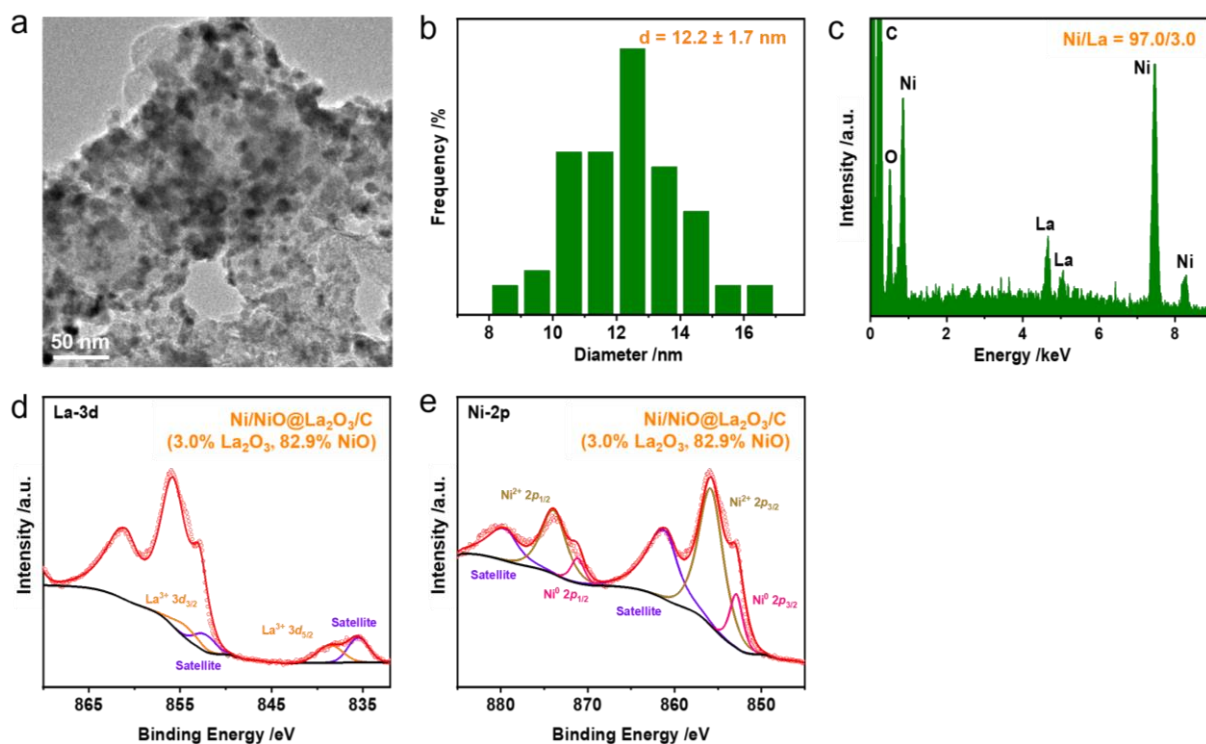 a
50 nm
b
d = 12.2 ± 1.7 nm
Frequency /%
8 10 12 14 16
Diameter /nm
c
Ni/La = 97.0/3.0
C
O
Ni
La
La
Ni
Ni
Intensity /a.u.
0 2 4 6 8
Energy /keV
d
La-3d
Ni/NiO@La₂O₃/C
(3.0% La₂O₃, 82.9% NiO)
La³⁺ 3d₃/₂
Satellite
La³⁺ 3d₅/₂
Satellite
Intensity /a.u.
865 855 845 835
Binding Energy /eV
e
Ni-2p
Ni/NiO@La₂O₃/C
(3.0% La₂O₃, 82.9% NiO)
Ni²⁺ 2p₁/₂
Ni²⁺ 2p₃/₂
Satellite
Ni⁰ 2p₁/₂
Satellite
Ni⁰ 2p₃/₂
Intensity /a.u.
880 870 860 850
Binding Energy /eV